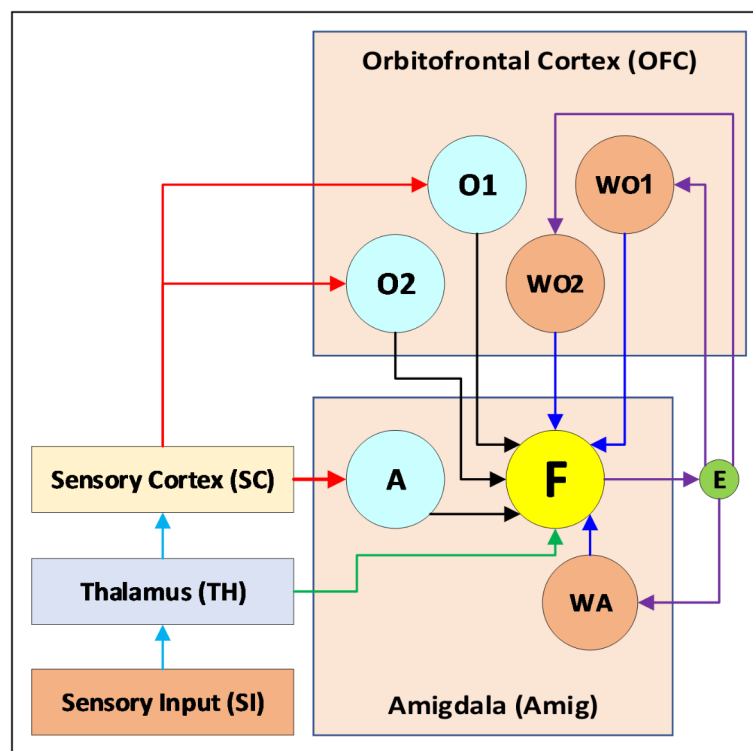 Orbitofrontal Cortex (OFC)
O1
WO1
O2
WO2
Sensory Cortex (SC)
A
F
E
Thalamus (TH)
WA
Sensory Input (SI)
Amigdala (Amig)